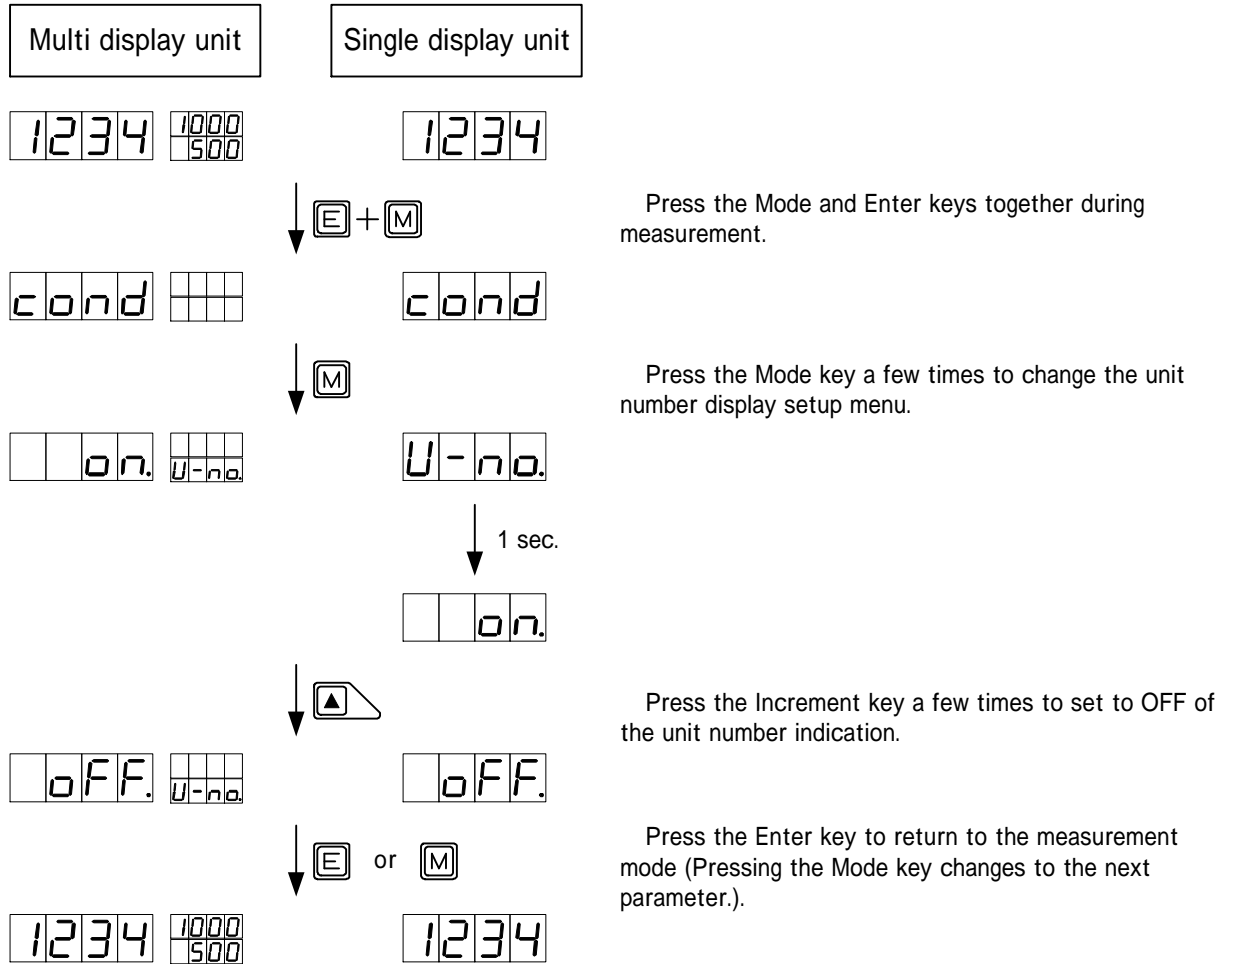 Multi display unit
Single display unit
1234 1000
500
1234
E + M
Press the Mode and Enter keys together during
measurement.
cond
cond
M
Press the Mode key a few times to change the unit
number display setup menu.
on. U-no.
U-no.
1 sec.
on.
Press the Increment key a few times to set to OFF of
the unit number indication.
oFF. U-no.
oFF.
E or M
Press the Enter key to return to the measurement
mode (Pressing the Mode key changes to the next
parameter.).
1234 1000
500
1234